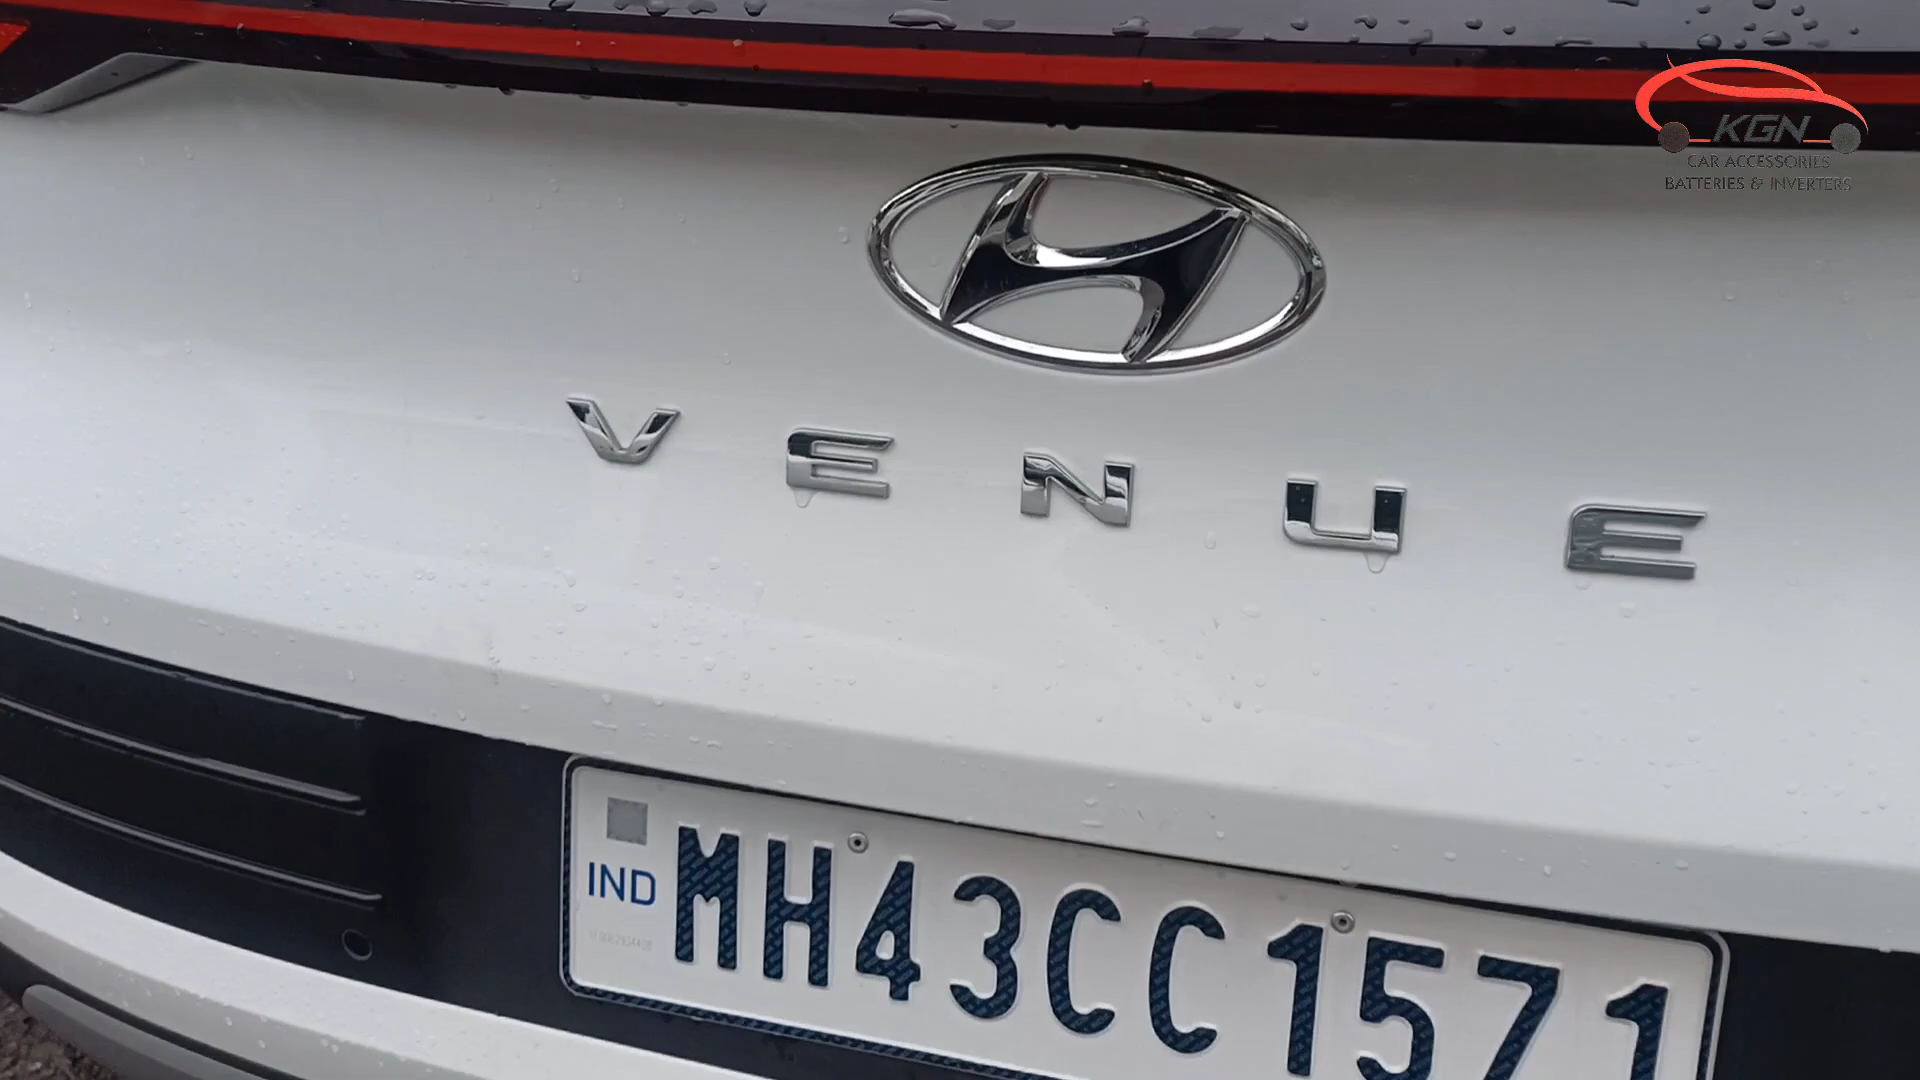 KGN
CAR ACCESSORIES
BATTERIES & INVERTERS
VENUE
IND
MH43CC1571